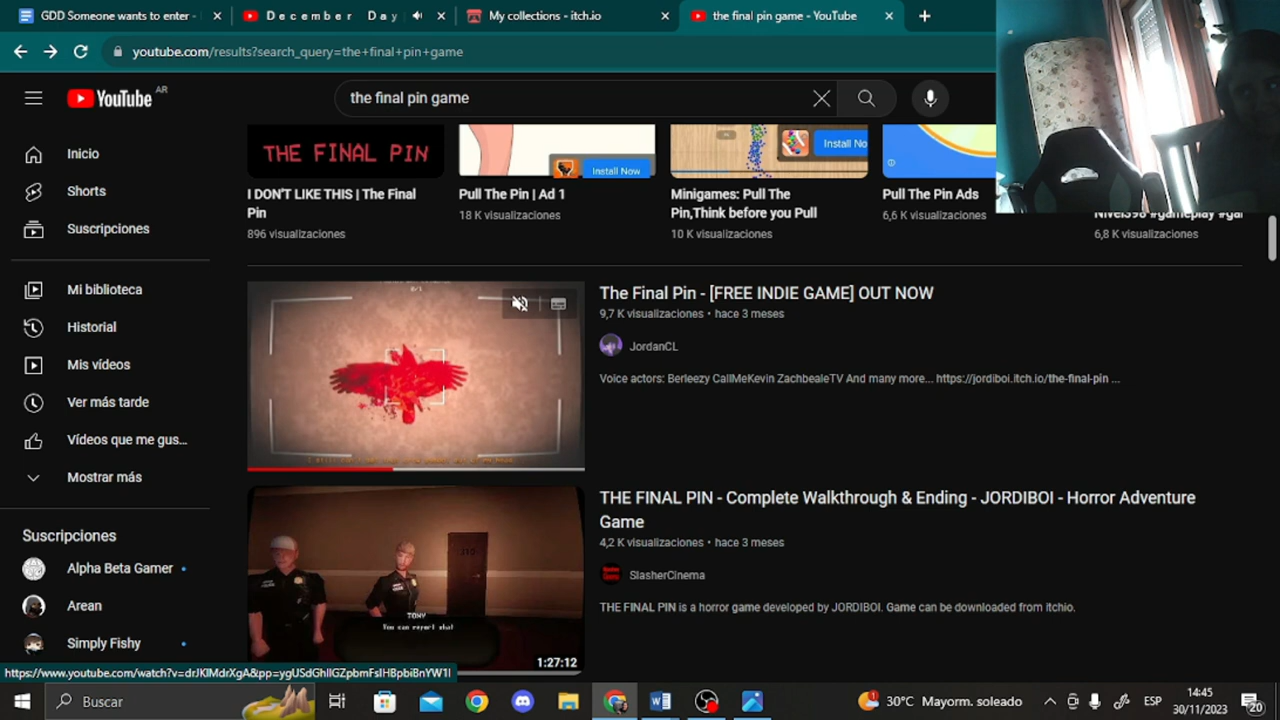 GDD Someone wants to enter -
D e c e m b e r D a y
My collections - itch.io
the final pin game - YouTube
youtube.com/results?search_query=the+final+pin+game
YouTube AR
the final pin game
THE FINAL PIN
Install Now
Install No
Inicio
Shorts
Suscripciones
I DON'T LIKE THIS | The Final
Pin
896 visualizaciones
Pull The Pin | Ad 1
18 K visualizaciones
Minigames: Pull The
Pin,Think before you Pull
10 K visualizaciones
Pull The Pin Ads
6,6 K visualizaciones
6,8 K visualizaciones
Mi biblioteca
Historial
Mis vídeos
Ver más tarde
Vídeos que me gus...
Mostrar más
The Final Pin - [FREE INDIE GAME] OUT NOW
9,7 K visualizaciones • hace 3 meses
JordanCL
Voice actors: Berleezy CallMeKevin ZachbealeTV And many more... https://jordiboi.itch.io/the-final-pin ...
THE FINAL PIN - Complete Walkthrough & Ending - JORDIBOI - Horror Adventure
Game
4,2 K visualizaciones • hace 3 meses
SlasherCinema
THE FINAL PIN is a horror game developed by JORDIBOI. Game can be downloaded from itchio.
TONY
1:27:12
Suscripciones
Alpha Beta Gamer
Arean
Simply Fishy
Buscar
30°C Mayorm. soleado
1
ESP
14:45
30/11/2023
20